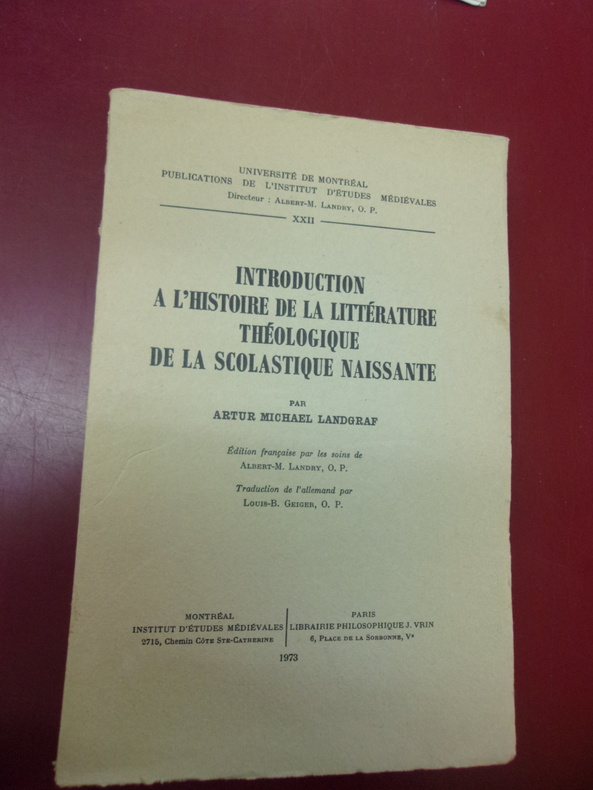 UNIVERSITÉ DE MONTRÉAL
PUBLICATIONS DE L'INSTITUT D'ÉTUDES MÉDIÉVALES
Directeur : ALBERT-M. LANDRY, O. P.
XXII
INTRODUCTION
A L'HISTOIRE DE LA LITTÉRATURE
THÉOLOGIQUE
DE LA SCOLASTIQUE NAISSANTE
PAR
ARTUR MICHAEL LANDGRAF
Édition française par les soins de
ALBERT-M. LANDRY, O. P.
Traduction de l'allemand par
LOUIS-B. GEIGER, O. P.
MONTRÉAL
INSTITUT D'ÉTUDES MÉDIÉVALES
2715, Chemin CÔTE STE-CATHERINE
PARIS
LIBRAIRIE PHILOSOPHIQUE J. VRIN
6, PLACE DE LA SORBONNE, Vᵉ
1973